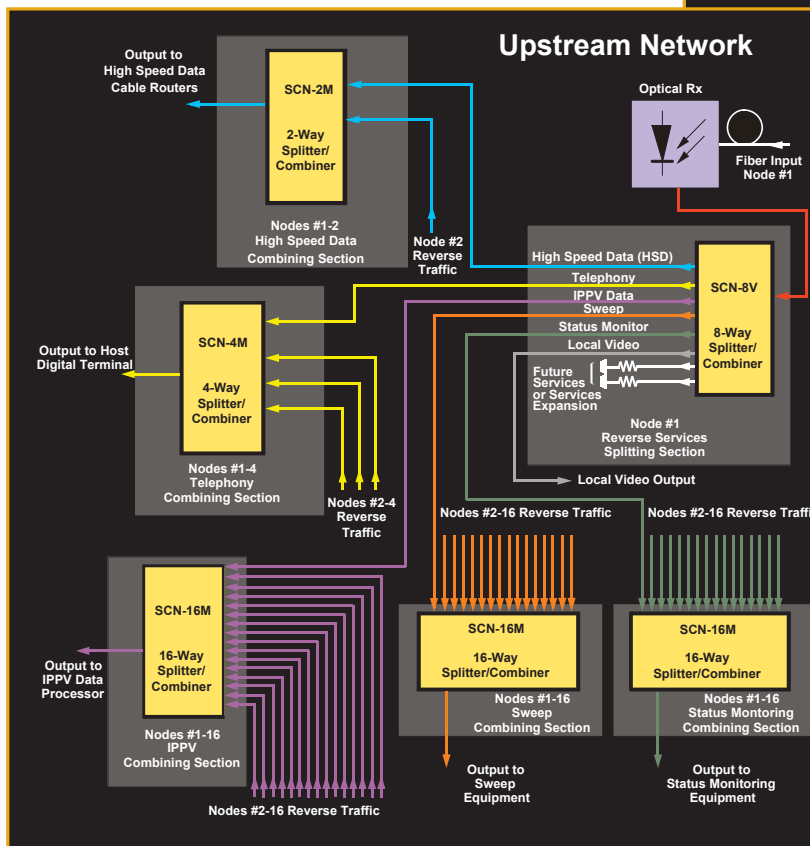 Upstream Network
Output to
High Speed Data
Cable Routers
SCN-2M
2-Way
Splitter/
Combiner
Nodes #1-2
High Speed Data
Combining Section
Node #2
Reverse
Traffic
Optical Rx
Fiber Input
Node #1
High Speed Data (HSD)
Telephony
IPPV Data
Sweep
Status Monitor
Local Video
Future
Services
or Services
Expansion
SCN-8V
8-Way
Splitter/
Combiner
Node #1
Reverse Services
Splitting Section
Local Video Output
Output to Host
Digital Terminal
SCN-4M
4-Way
Splitter/
Combiner
Nodes #1-4
Telephony
Combining Section
Nodes #2-4
Reverse
Traffic
Nodes #2-16 Reverse Traffic
Nodes #2-16 Reverse Traffi
SCN-16M
16-Way
Splitter/
Combiner
Output to
IPPV Data
Processor
Nodes #1-16
IPPV
Combining Section
Nodes #2-16 Reverse Traffic
SCN-16M
16-Way
Splitter/Combiner
Nodes #1-16
Sweep
Combining Section
Output to
Sweep
Equipment
SCN-16M
16-Way
Splitter/Combiner
Nodes #1-16
Status Montoring
Combining Section
Output to
Status Monitoring
Equipment